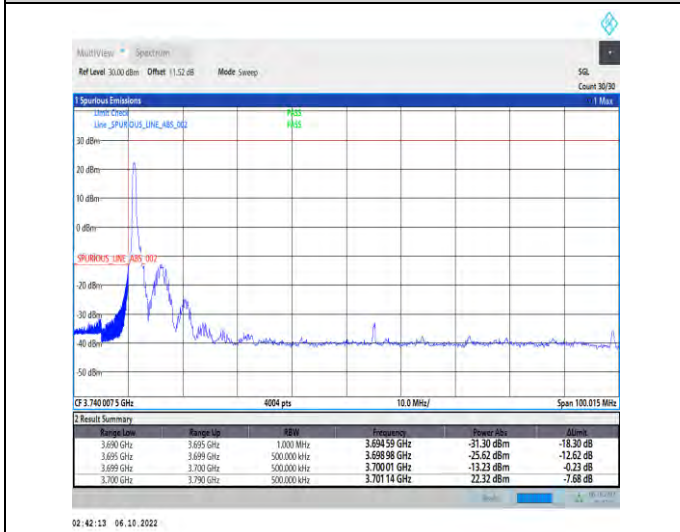 MultiView Spectrum
Ref Level 30.00 dBm Offset 11.52 dB Mode Sweep SGL
Count 30/30
1 Spurious Emissions 1 Max
Limit Check PASS
Line _SPURIOUS_LINE_ABS_002 PASS
30 dBm
20 dBm
10 dBm
0 dBm
_SPURIOUS_LINE_ABS_002
-20 dBm
-30 dBm
-40 dBm
-50 dBm
CF 3.740 007 5 GHz 4004 pts 10.0 MHz/ Span 100.015 MHz
2 Result Summary
Range Low Range Up RBW Frequency Power Abs ΔLimit
3.690 GHz 3.695 GHz 1.000 MHz 3.694 59 GHz -31.30 dBm -18.30 dB
3.695 GHz 3.699 GHz 500.000 kHz 3.698 98 GHz -25.62 dBm -12.62 dB
3.699 GHz 3.700 GHz 500.000 kHz 3.700 01 GHz -13.23 dBm -0.23 dB
3.700 GHz 3.790 GHz 500.000 kHz 3.701 14 GHz 22.32 dBm -7.68 dB
02:42:13 06.10.2022